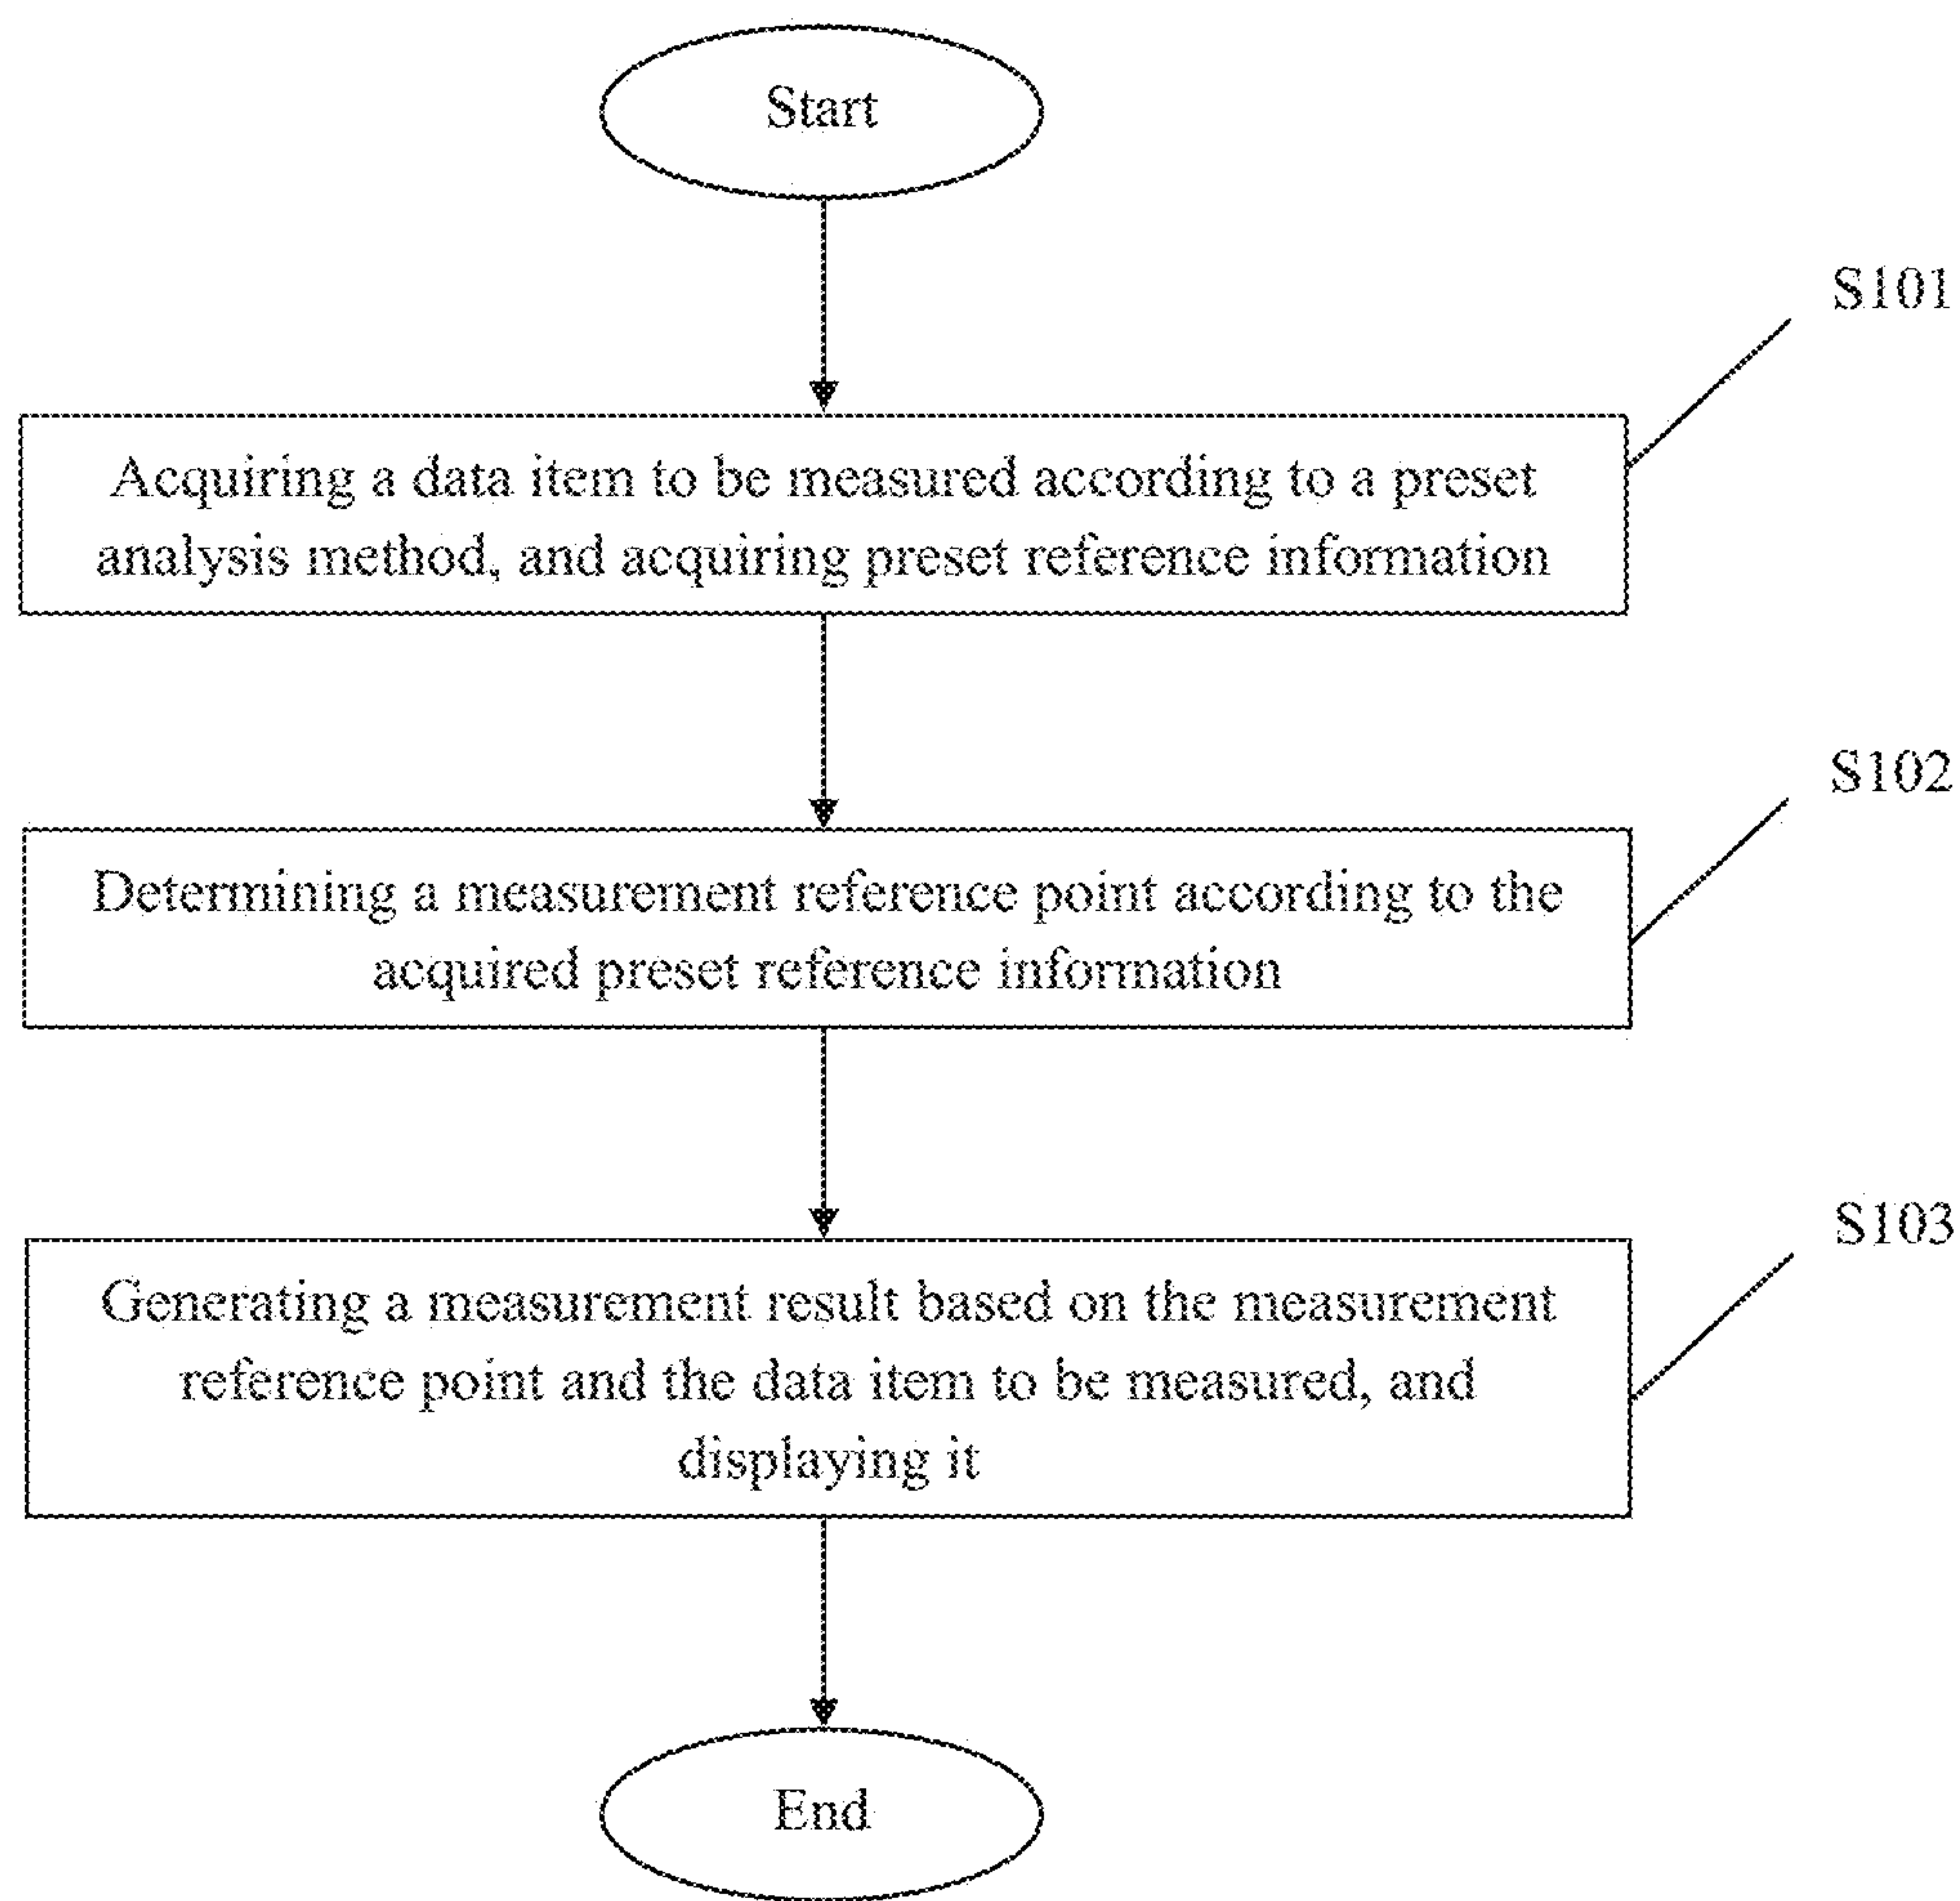 Start
S101
Acquiring a data item to be measured according to a preset
analysis method, and acquiring preset reference information
S102
Determining a measurement reference point according to the
acquired preset reference information
S103
Generating a measurement result based on the measurement
reference point and the data item to be measured, and
displaying it
End